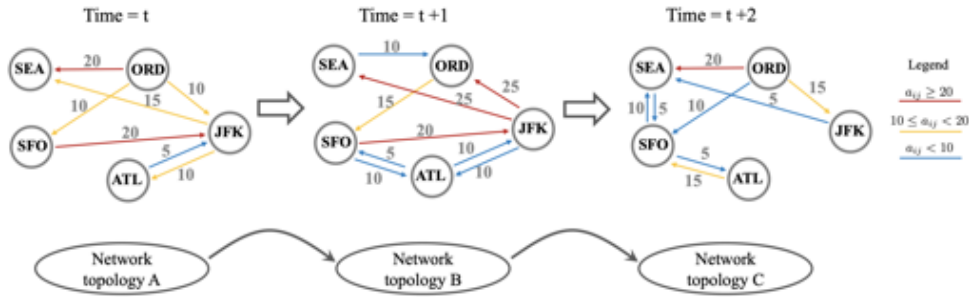 Time = t
Time = t +1
Time = t +2
SEA
20
ORD
10
10
15
SFO
20
JFK
5
ATL
10
SEA
10
ORD
15
25
25
SFO
20
JFK
5
10
10
ATL
10
SEA
20
ORD
10
5
10
15
5
JFK
SFO
5
15
ATL
Legend
aij ≥ 20
10 ≤ aij < 20
aij < 10
Network
topology A
Network
topology B
Network
topology C